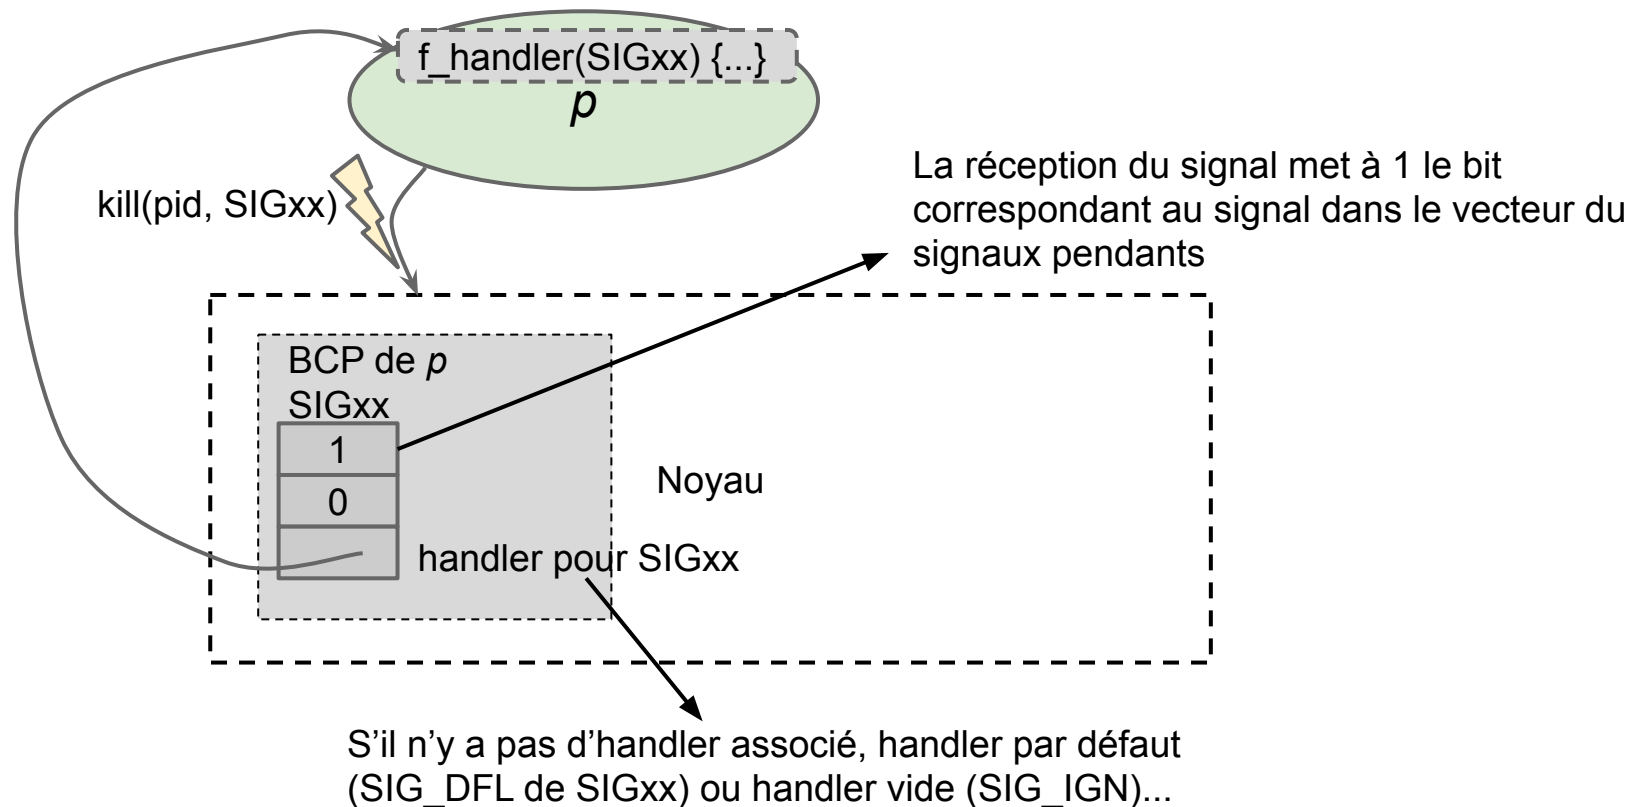 f_handler(SIGxx) {...}
p
kill(pid, SIGxx)
La réception du signal met à 1 le bit
correspondant au signal dans le vecteur du
signaux pendants
BCP de p
SIGxx
1
0
Noyau
handler pour SIGxx
S’il n’y a pas d’handler associé, handler par défaut
(SIG_DFL de SIGxx) ou handler vide (SIG_IGN)...